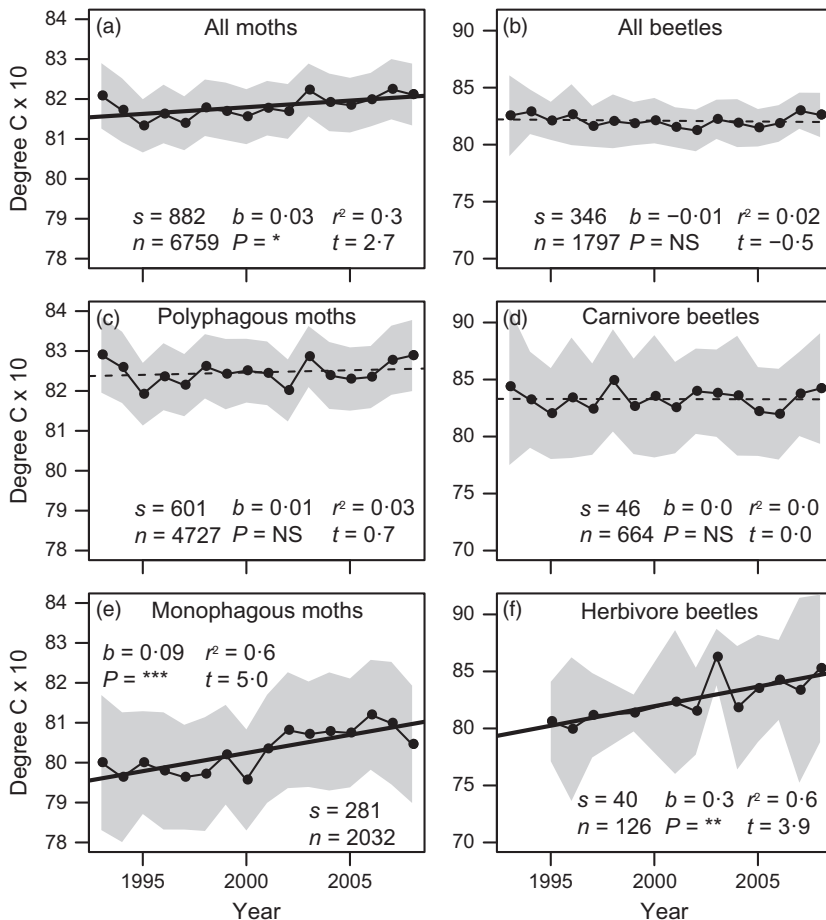 (a) All moths
84
83
82
81
80
79
78
Degree C x 10
s = 882 b = 0·03 r² = 0·3
n = 6759 P = * t = 2·7
(b) All beetles
90
85
80
75
70
s = 346 b = −0·01 r² = 0·02
n = 1797 P = NS t = −0·5
(c) Polyphagous moths
84
83
82
81
80
79
78
Degree C x 10
s = 601 b = 0·01 r² = 0·03
n = 4727 P = NS t = 0·7
(d) Carnivore beetles
90
85
80
75
70
s = 46 b = 0·0 r² = 0·0
n = 664 P = NS t = 0·0
(e) Monophagous moths
84
83
82
81
80
79
78
Degree C x 10
b = 0·09 r² = 0·6
P = *** t = 5·0
s = 281
n = 2032
1995 2000 2005
Year
(f) Herbivore beetles
90
85
80
75
70
s = 40 b = 0·3 r² = 0·6
n = 126 P = ** t = 3·9
1995 2000 2005
Year